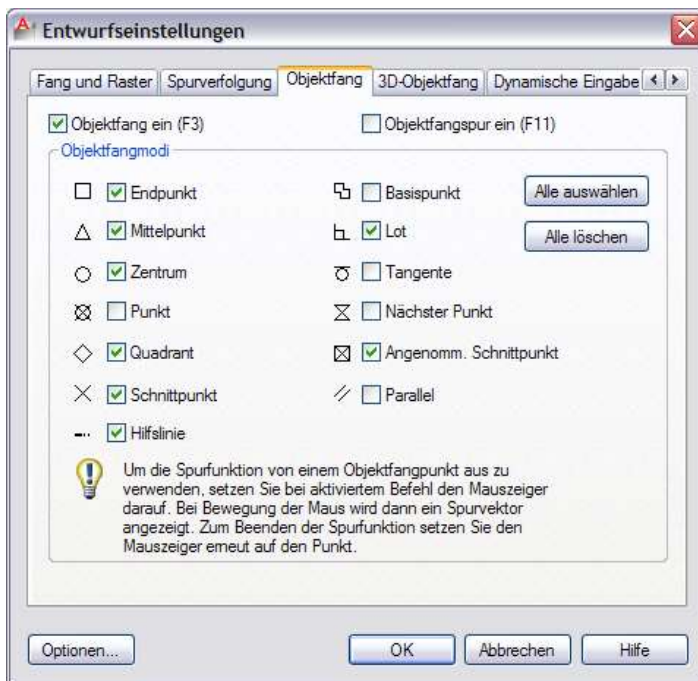 Entwurfseinstellungen
Fang und Raster Spurverfolgung Objektfang 3D-Objektfang Dynamische Eingabe
Objektfang ein (F3) Objektfangspur ein (F11)
Objektfangmodi
Endpunkt Basispunkt Alle auswählen
Mittelpunkt Lot Alle löschen
Zentrum Tangente
Punkt Nächster Punkt
Quadrant Angenomm. Schnittpunkt
Schnittpunkt Parallel
Hilfslinie
Um die Spurfunktion von einem Objektfangpunkt aus zu
verwenden, setzen Sie bei aktiviertem Befehl den Mauszeiger
darauf. Bei Bewegung der Maus wird dann ein Spurvektor
angezeigt. Zum Beenden der Spurfunktion setzen Sie den
Mauszeiger erneut auf den Punkt.
Optionen... OK Abbrechen Hilfe